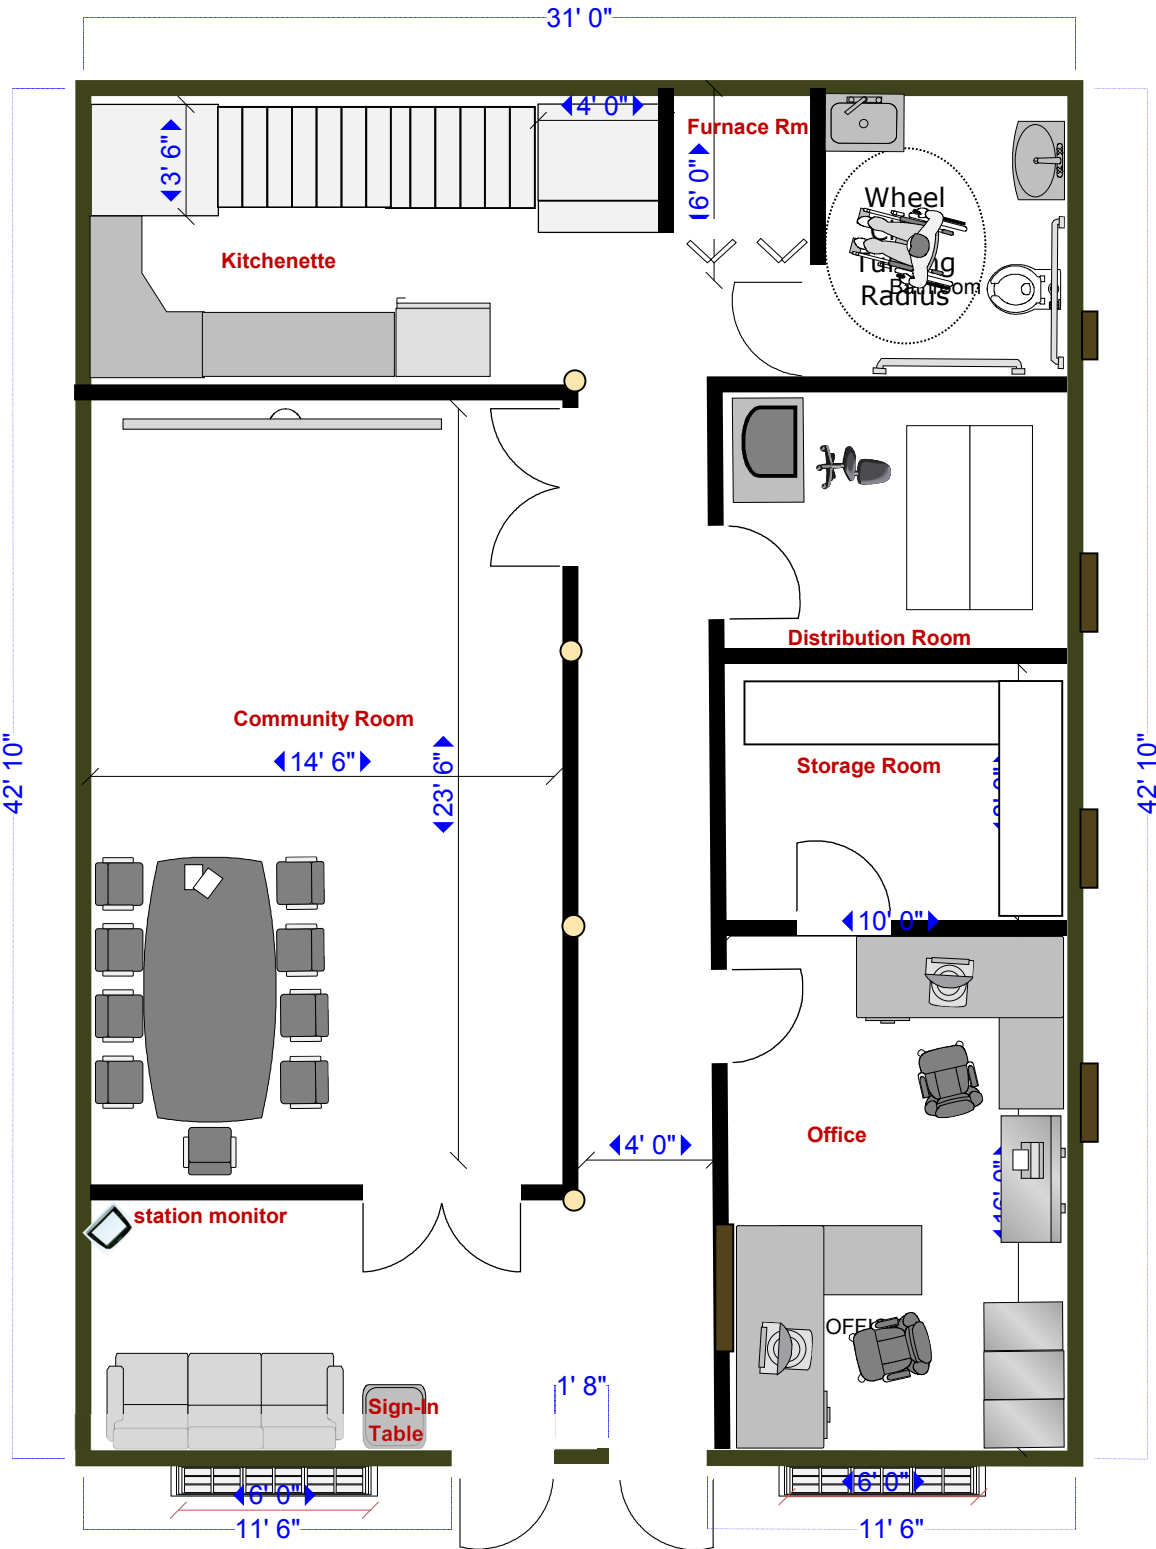 31' 0"
4' 0"
3' 6"
6' 0"
Furnace Rm
Wheel
Radius
Kitchenette
Distribution Room
Community Room
14' 6"
23' 6"
Storage Room
42' 10"
42' 10"
10' 0"
Office
4' 0"
16' 0"
station monitor
1' 8"
Sign-In
Table
6' 0"
6' 0"
11' 6"
11' 6"